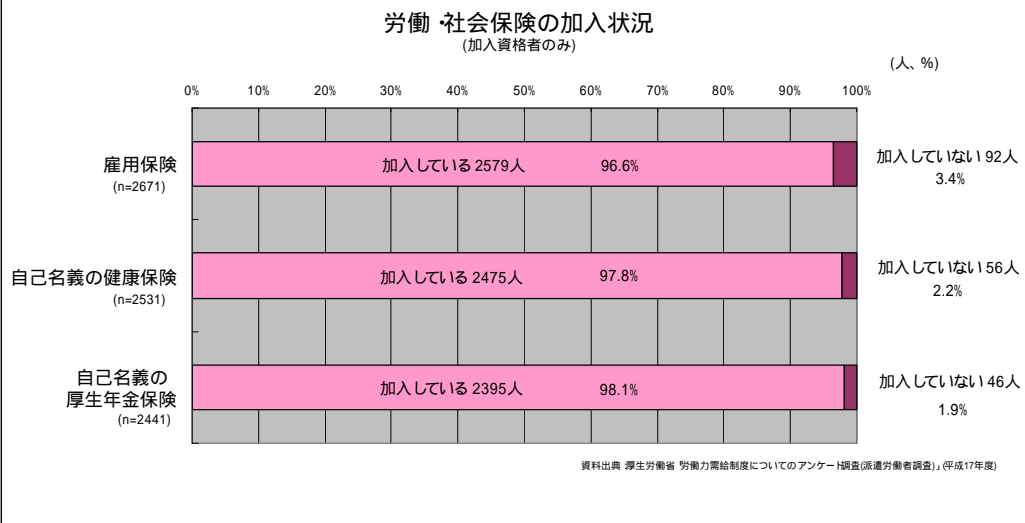 労働・社会保険の加入状況
(加入資格者のみ)
(人、%)
0% 10% 20% 30% 40% 50% 60% 70% 80% 90% 100%
雇用保険
(n=2671)
加入している 2579人 96.6%
加入していない 92人
3.4%
自己名義の健康保険
(n=2531)
加入している 2475人 97.8%
加入していない 56人
2.2%
自己名義の
厚生年金保険
(n=2441)
加入している 2395人 98.1%
加入していない 46人
1.9%
資料出典 厚生労働省 労働力需給制度についてのアンケート調査(派遣労働者調査)」(平成17年度)